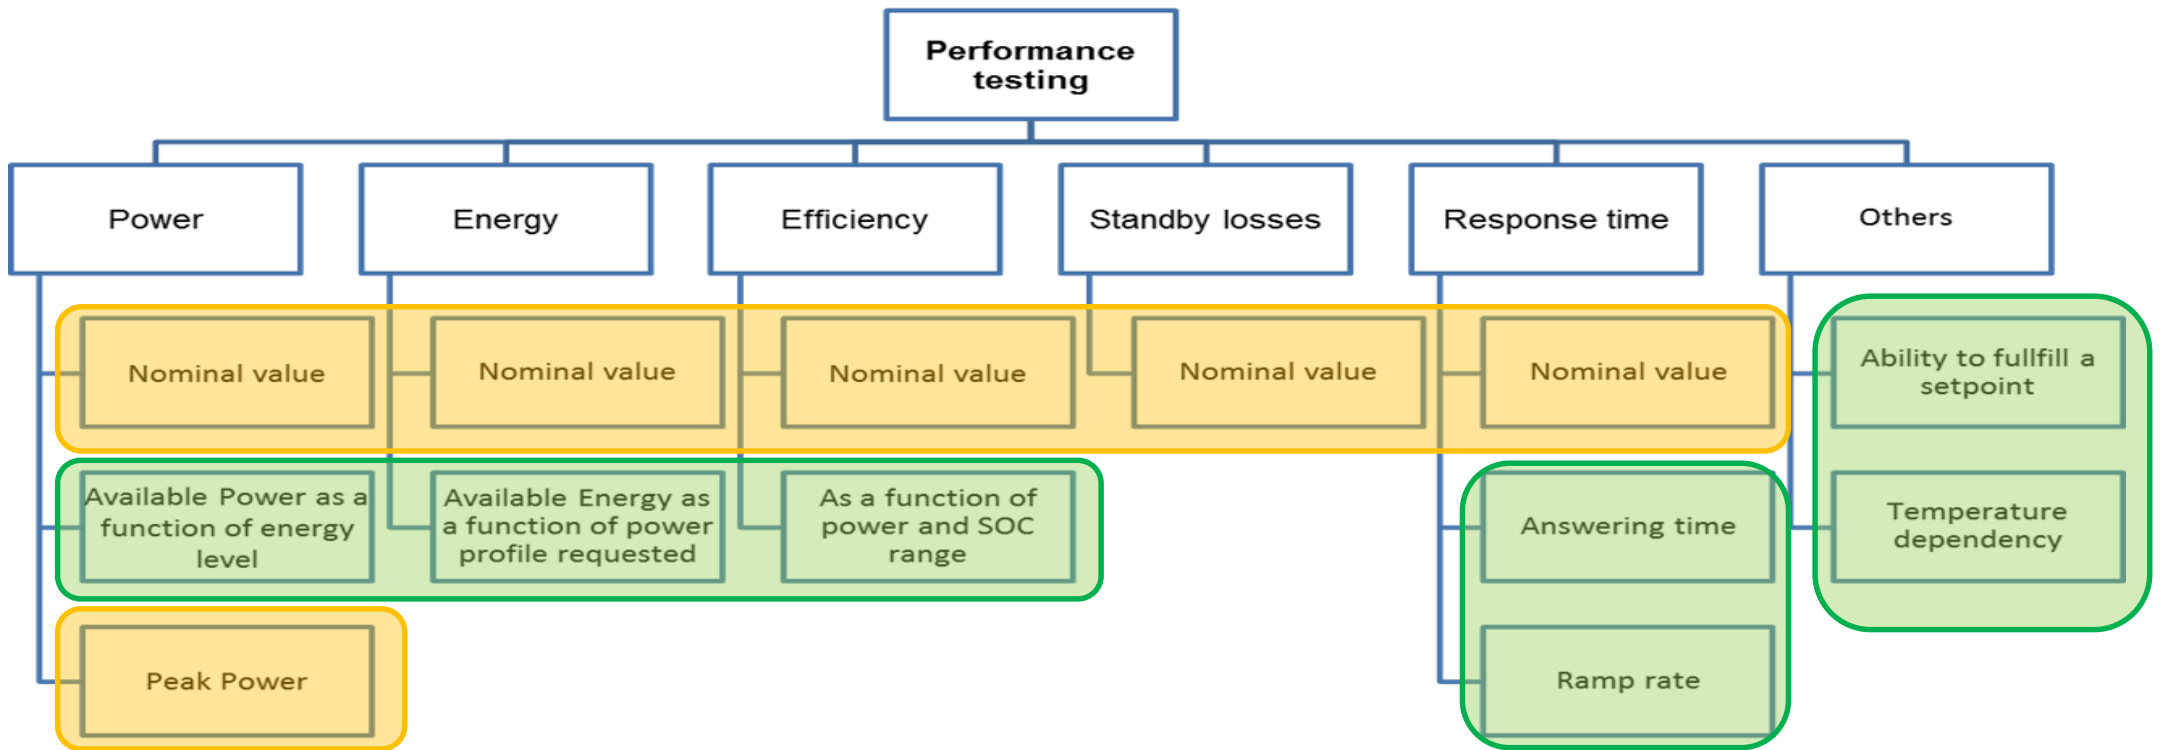 Performance
testing
Power
Energy
Efficiency
Standby losses
Response time
Others
Nominal value
Nominal value
Nominal value
Nominal value
Nominal value
Ability to fullfill a
setpoint
Available Power as a
function of energy
level
Available Energy as
a function of power
profile requested
As a function of
power and SOC
range
Answering time
Temperature
dependency
Peak Power
Ramp rate